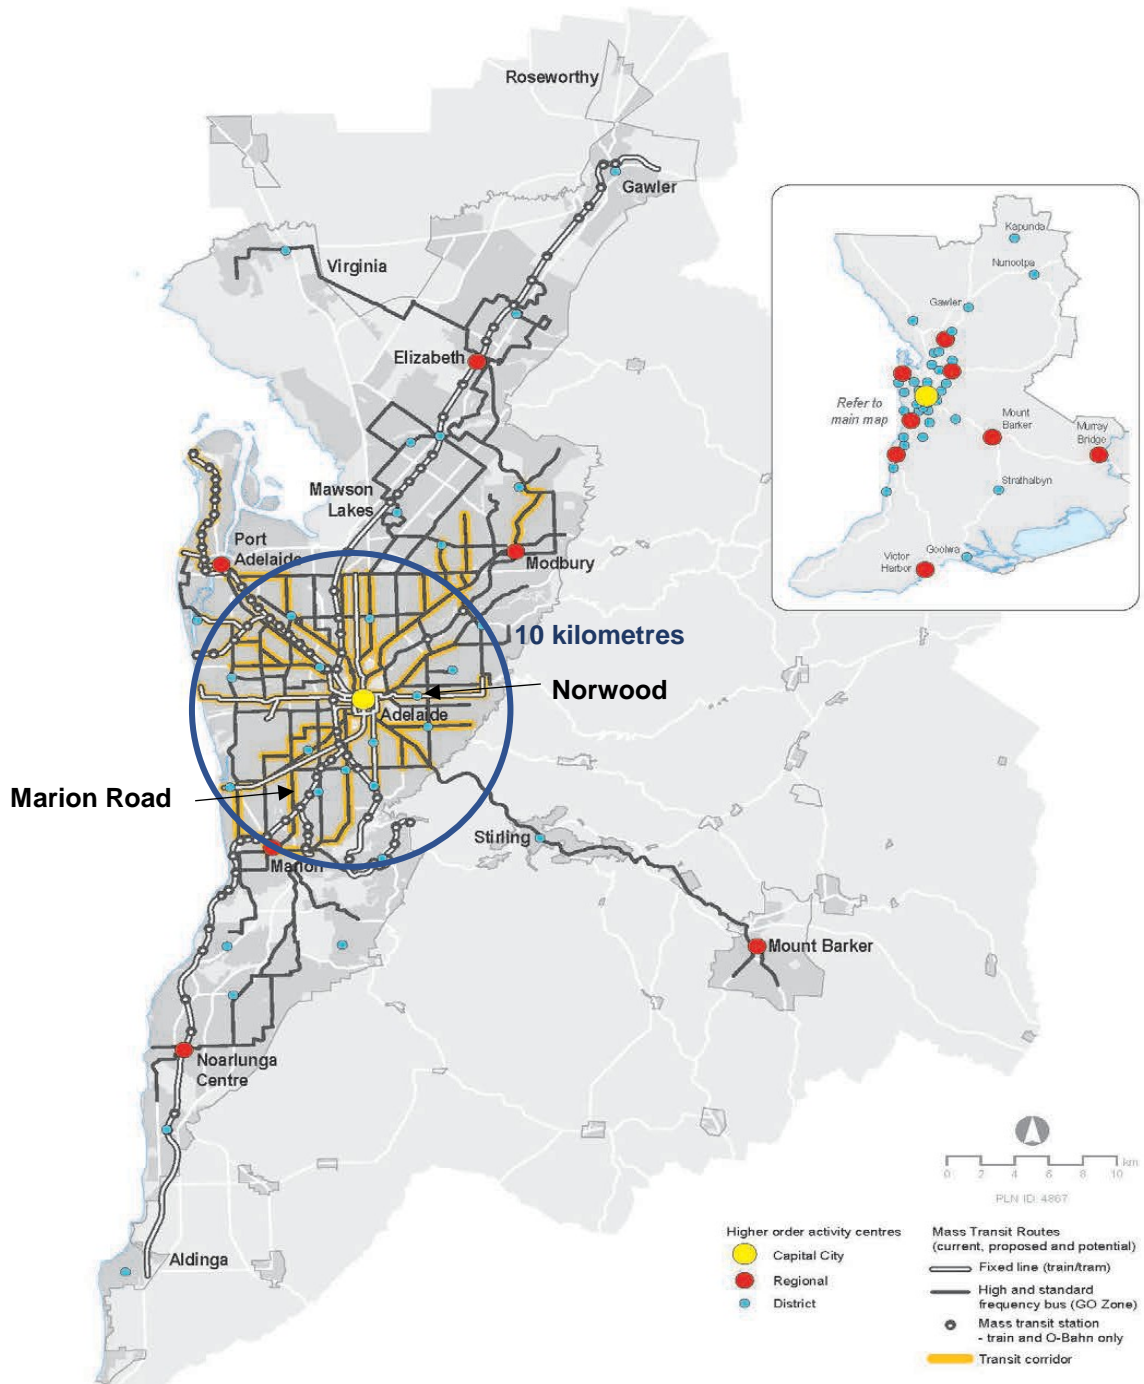 Roseworthy
Gawler
Virginia
Elizabeth
Mawson
Lakes
Port
Adelaide
Modbury
10 kilometres
Norwood
Adelaide
Marion Road
Marion
Stirling
Mount Barker
Noarlunga
Centre
Aldinga
Kapunda
Nuriootpa
Gawler
Refer to
main map
Mount
Barker
Murray
Bridge
Strathalbyn
Victor
Harbor
Goolwa
0 2 4 6 8 10 km
PLN ID: 4867
Higher order activity centres
Capital City
Regional
District
Mass Transit Routes
(current, proposed and potential)
Fixed line (train/tram)
High and standard
frequency bus (GO Zone)
Mass transit station
- train and O-Bahn only
Transit corridor